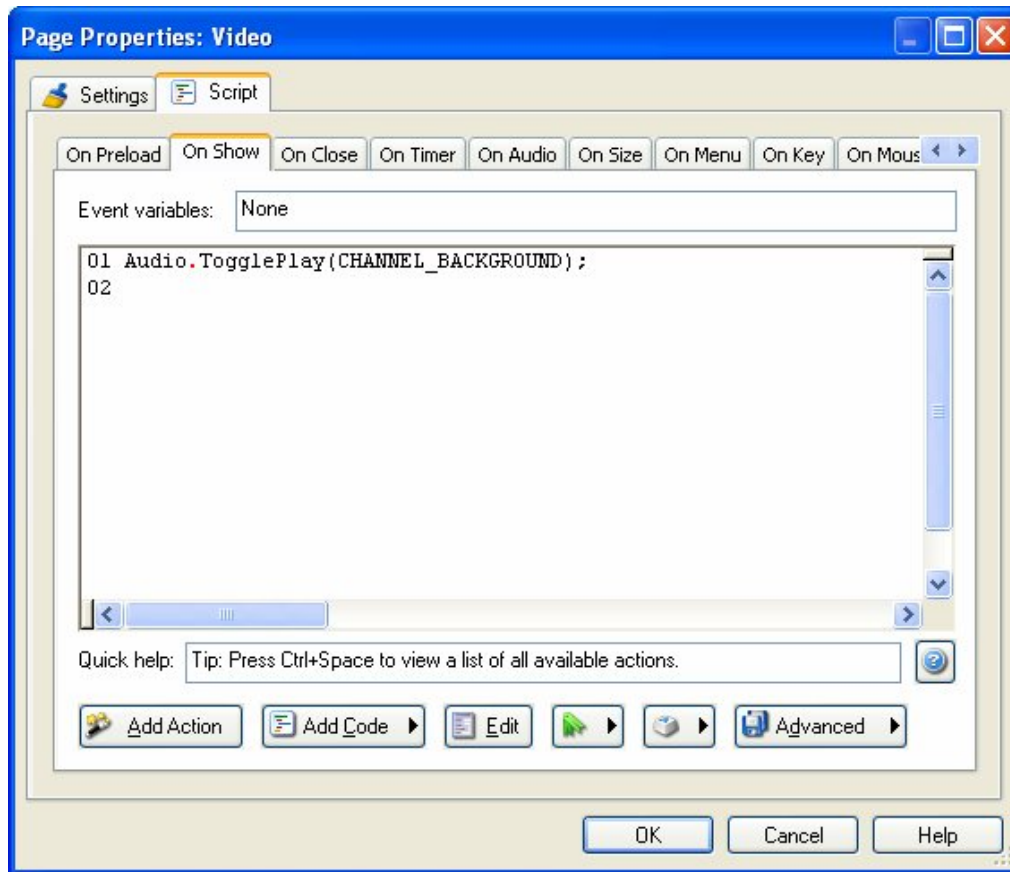 Page Properties: Video
Settings Script
On Preload On Show On Close On Timer On Audio On Size On Menu On Key On Mous
Event variables: None
01 Audio.TogglePlay(CHANNEL_BACKGROUND);
02
Quick help: Tip: Press Ctrl+Space to view a list of all available actions.
Add Action Add Code Edit Advanced
OK Cancel Help